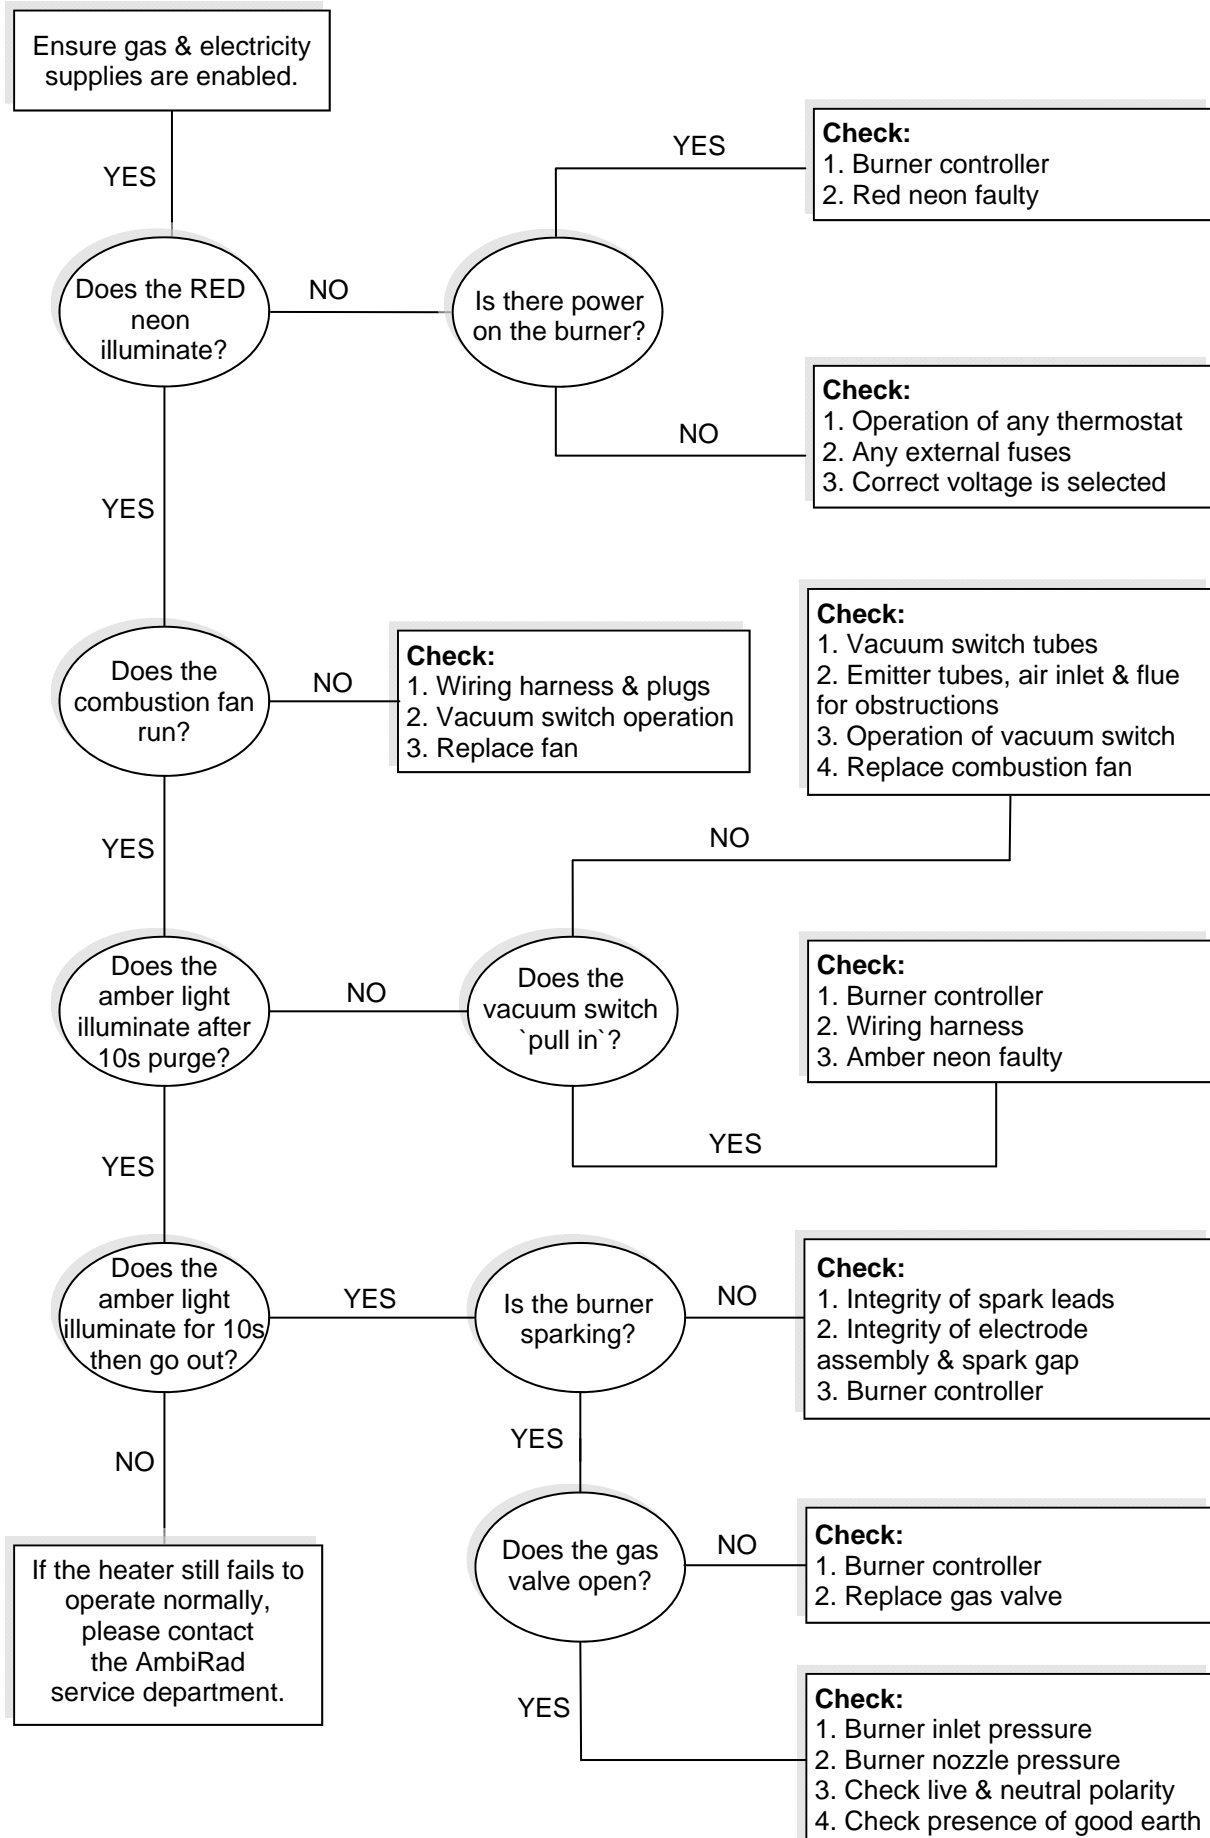 Ensure gas & electricity
supplies are enabled.
YES
Does the RED
neon
illuminate?
NO
Is there power
on the burner?
YES
Check:
1. Burner controller
2. Red neon faulty
NO
Check:
1. Operation of any thermostat
2. Any external fuses
3. Correct voltage is selected
YES
Does the
combustion fan
run?
NO
Check:
1. Wiring harness & plugs
2. Vacuum switch operation
3. Replace fan
YES
Does the
amber light
illuminate after
10s purge?
NO
Does the
vacuum switch
`pull in`?
NO
Check:
1. Vacuum switch tubes
2. Emitter tubes, air inlet & flue
for obstructions
3. Operation of vacuum switch
4. Replace combustion fan
YES
Check:
1. Burner controller
2. Wiring harness
3. Amber neon faulty
YES
Does the
amber light
illuminate for 10s
then go out?
YES
Is the burner
sparking?
NO
Check:
1. Integrity of spark leads
2. Integrity of electrode
assembly & spark gap
3. Burner controller
YES
Does the gas
valve open?
NO
Check:
1. Burner controller
2. Replace gas valve
YES
Check:
1. Burner inlet pressure
2. Burner nozzle pressure
3. Check live & neutral polarity
4. Check presence of good earth
NO
If the heater still fails to
operate normally,
please contact
the AmbiRad
service department.